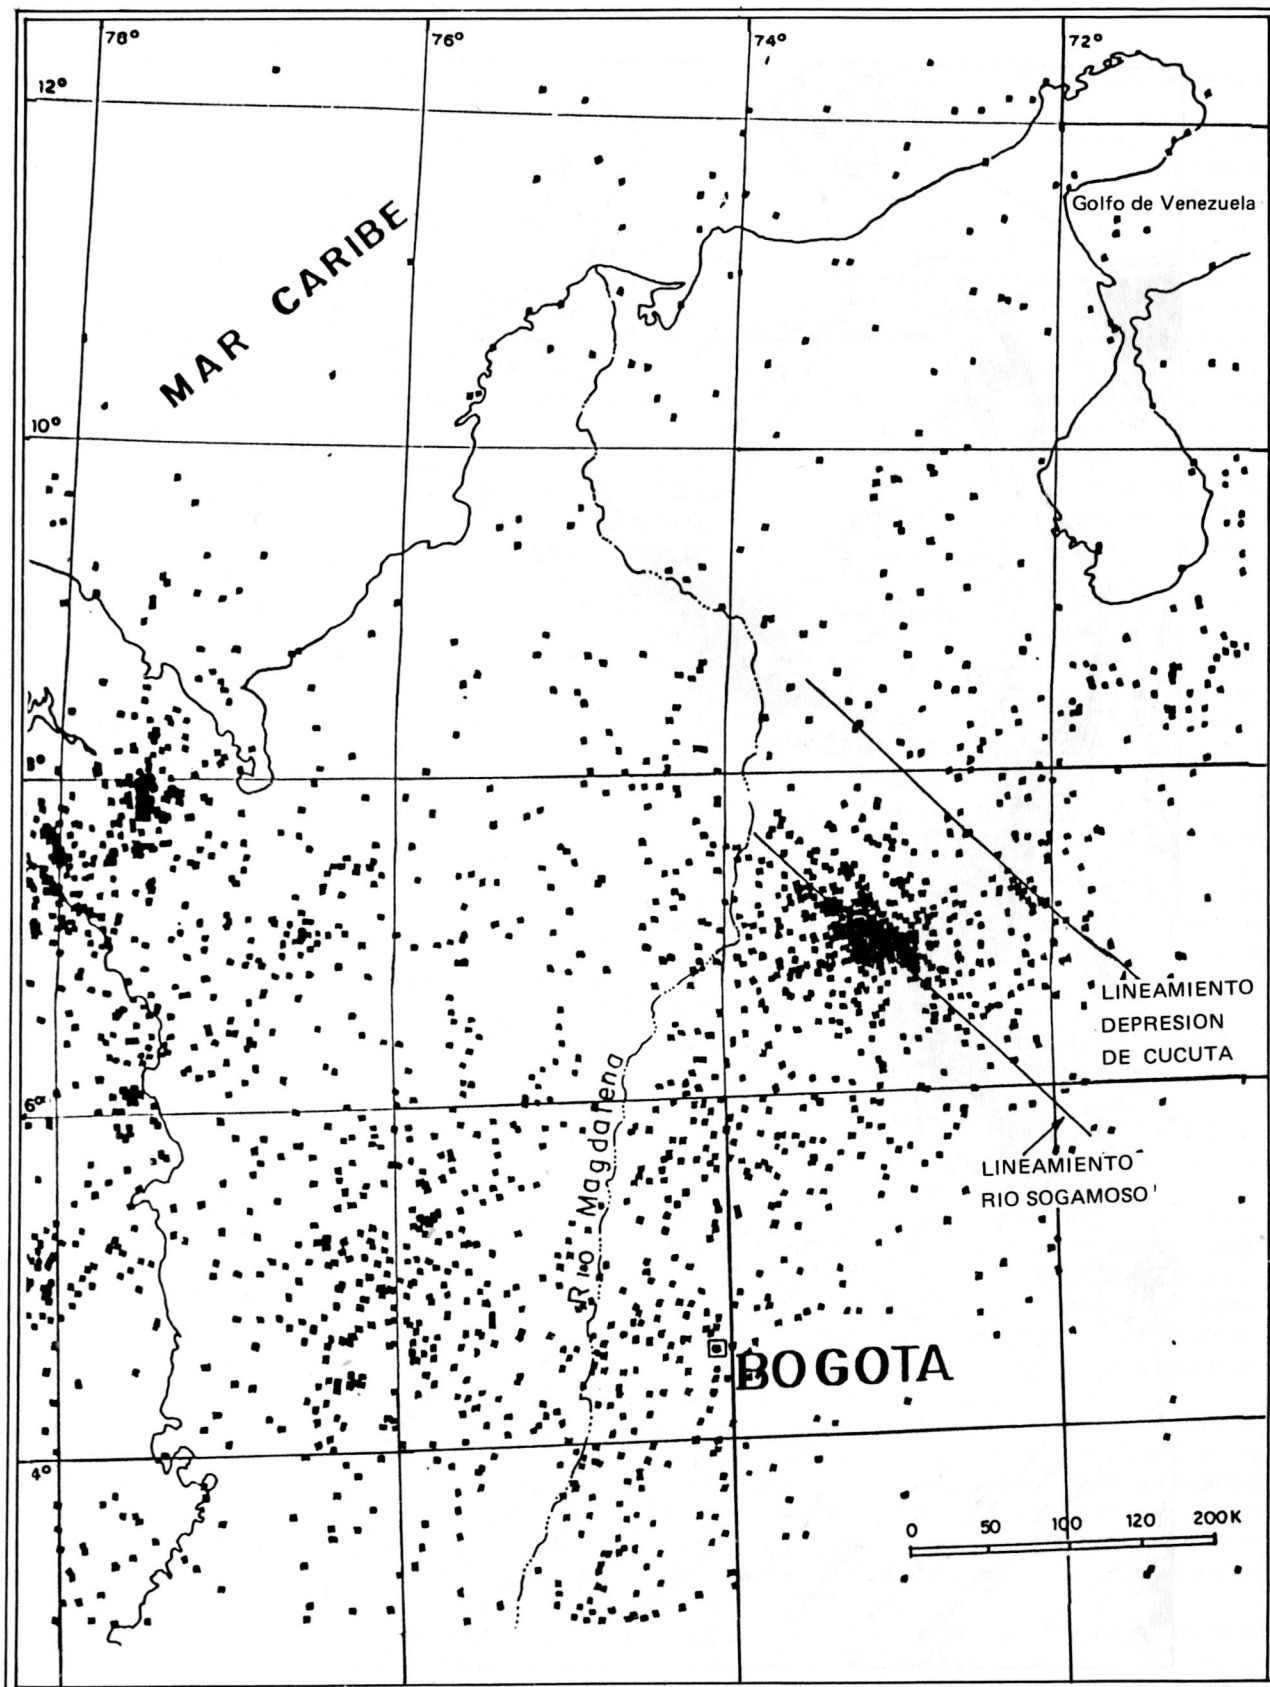 78°
76°
74°
72°
12°
Golfo de Venezuela
MAR CARIBE
10°
LINEAMIENTO
DEPRESION
DE CUCUTA
6°
Rio Magdalena
LINEAMIENTO
RIO SOGAMOSO
BOGOTA
4°
0 50 100 120 200K